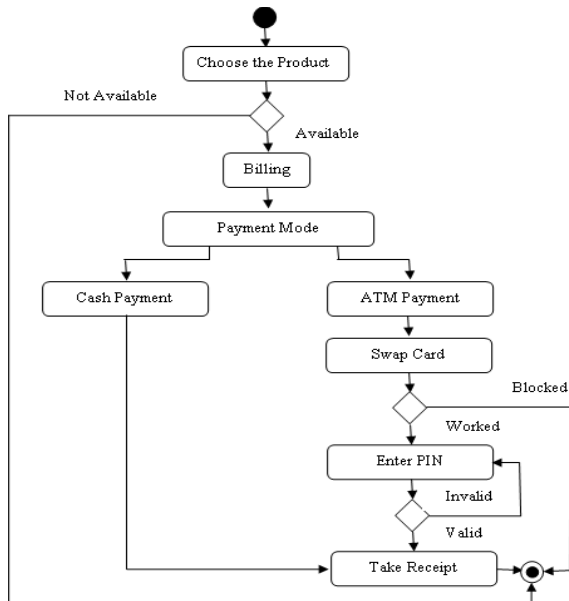 Choose the Product
Not Available
Available
Billing
Payment Mode
Cash Payment
ATM Payment
Swap Card
Blocked
Worked
Enter PIN
Invalid
Valid
Take Receipt